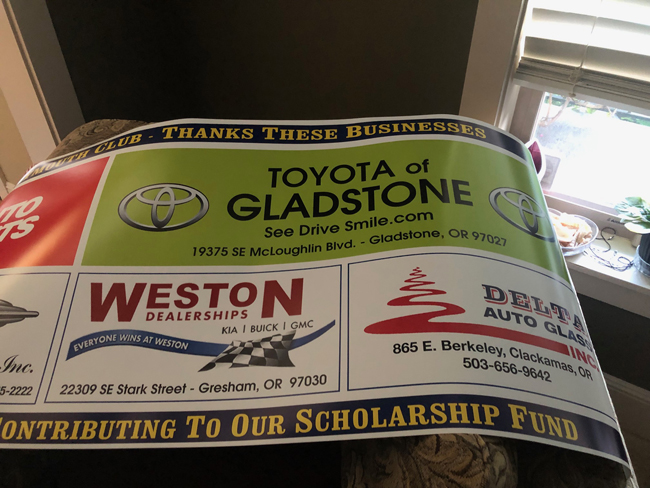 MOUTH CLUB - THANKS THESE BUSINESSES
TO
TS
TOYOTA of
GLADSTONE
See Drive Smile.com
19375 SE McLoughlin Blvd. - Gladstone, OR 97027
Inc.
5-2222
WESTON
DEALERSHIPS
KIA | BUICK | GMC
EVERYONE WINS AT WESTON
22309 SE Stark Street - Gresham, OR 97030
DELTA
AUTO GLASS
INC
865 E. Berkeley, Clackamas, OR
503-656-9642
CONTRIBUTING TO OUR SCHOLARSHIP FUND